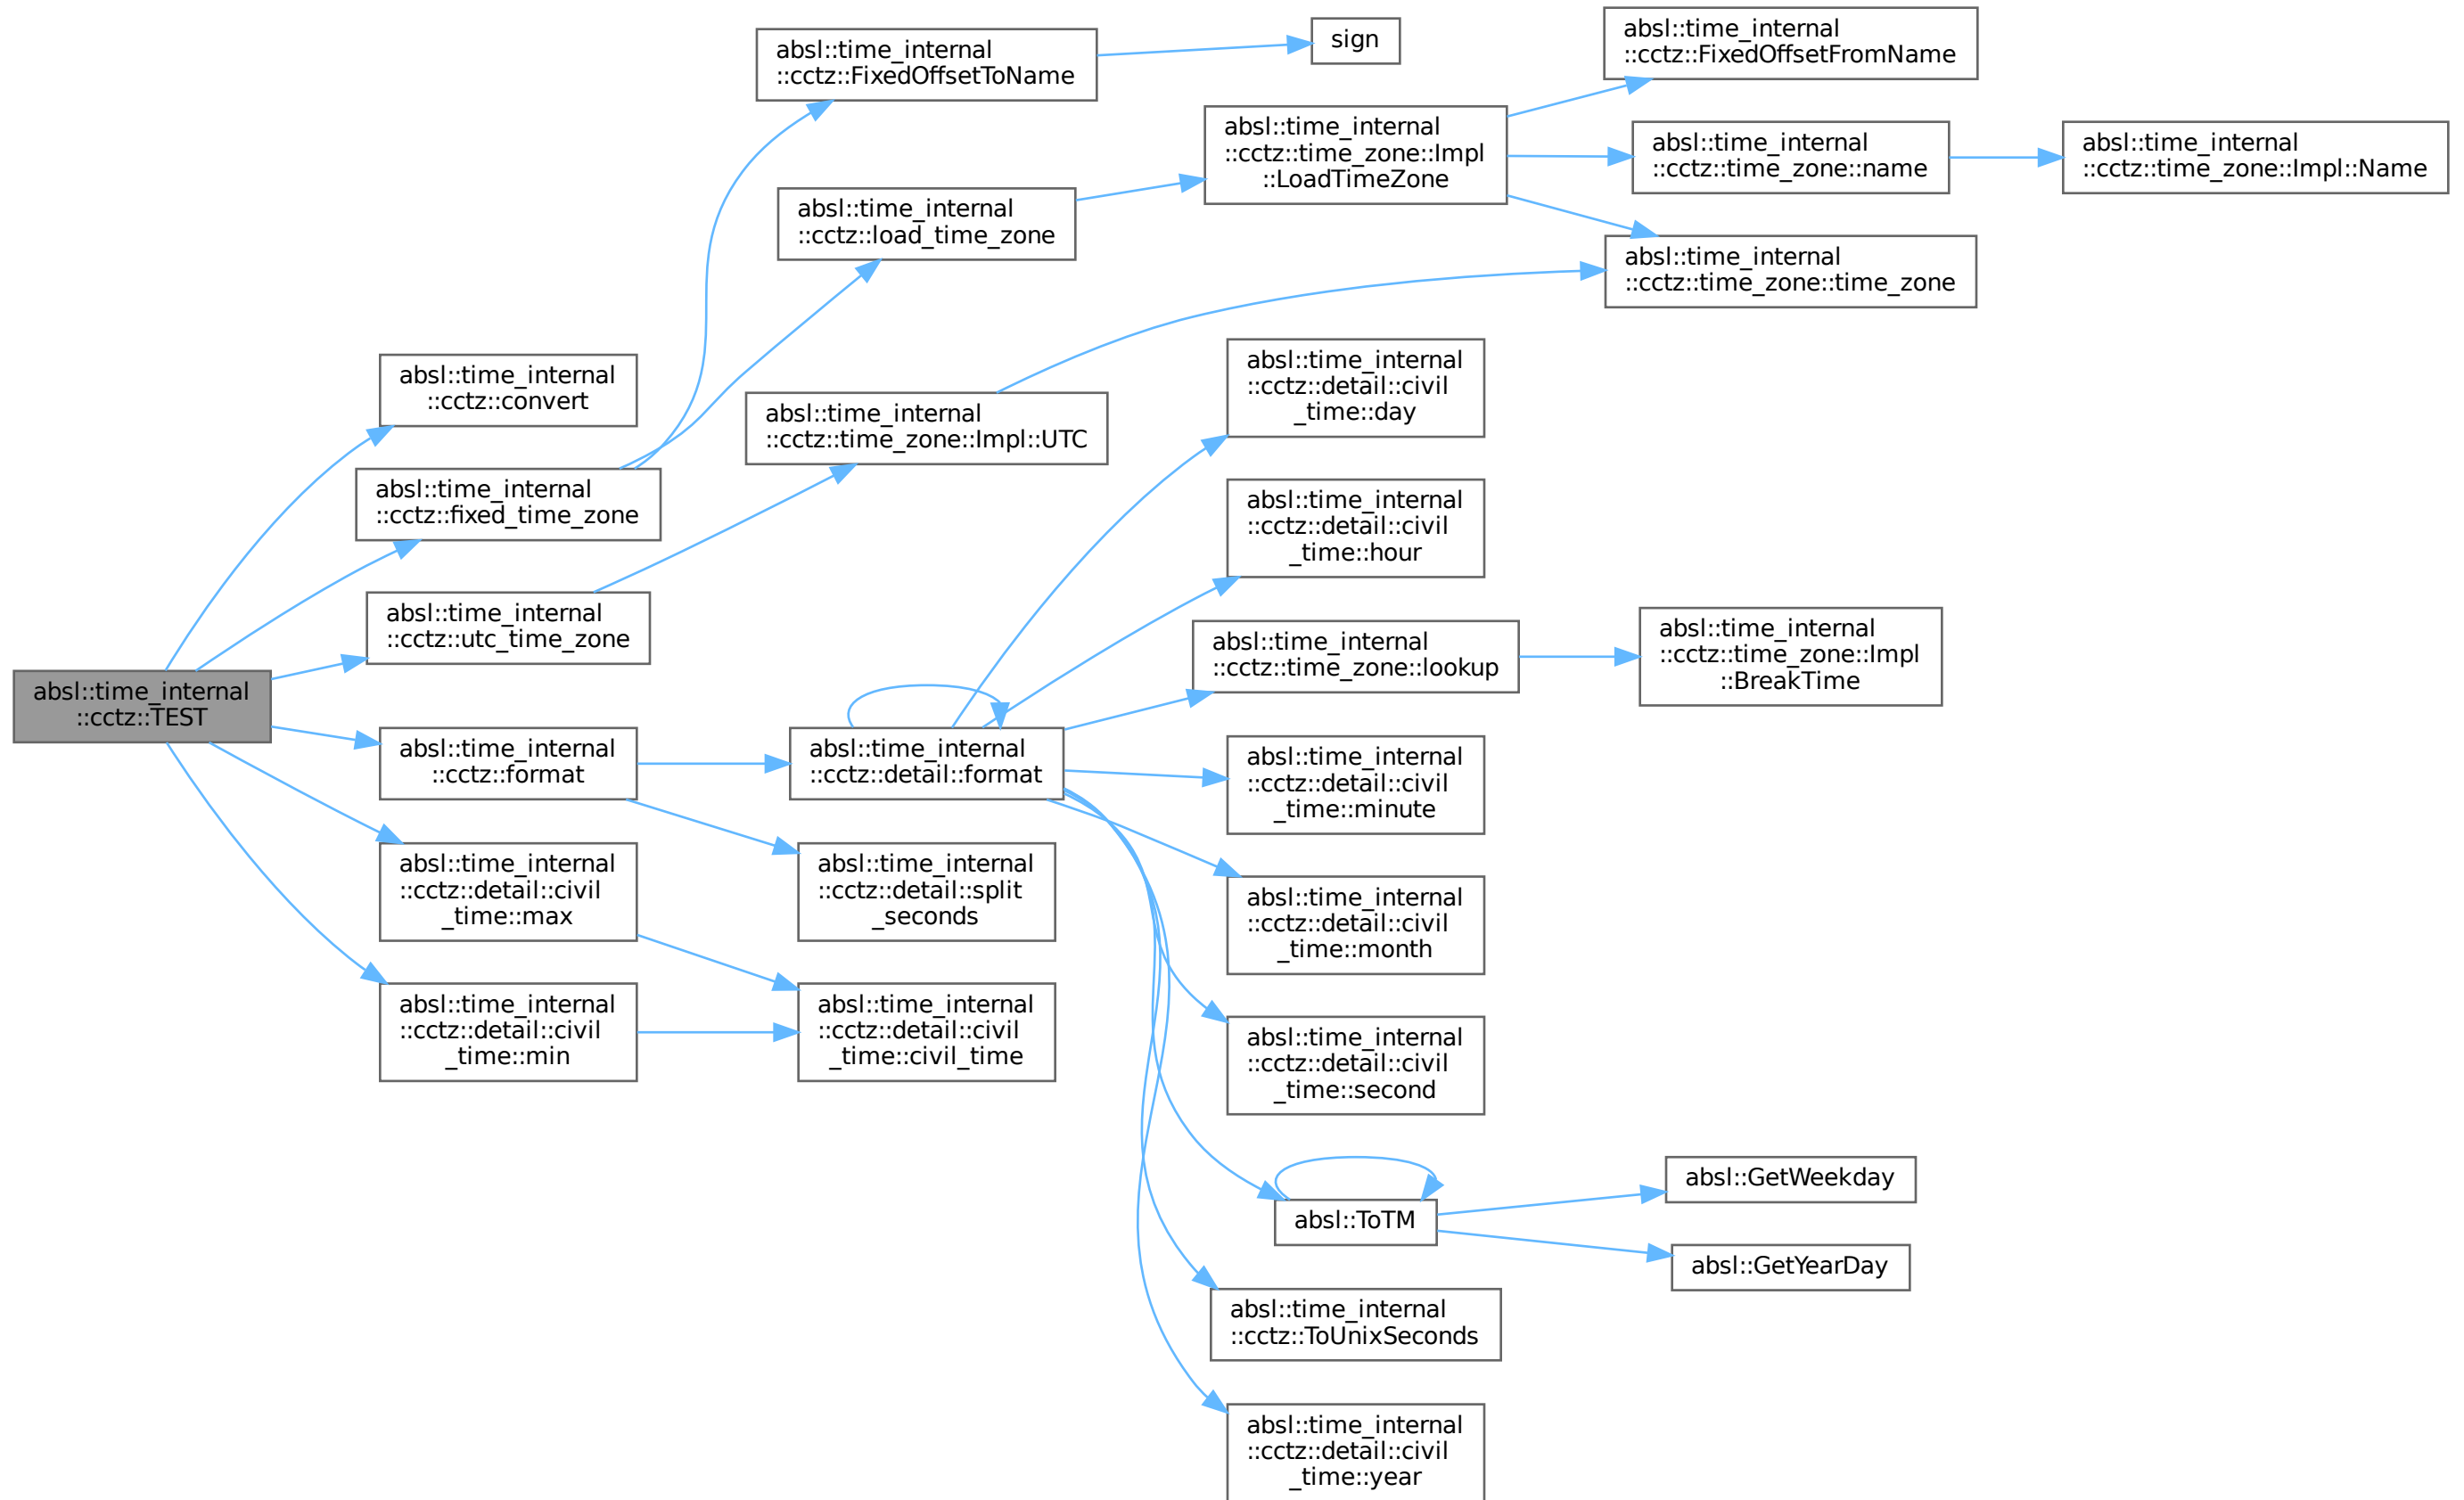 absl::time_internal
::cctz::TEST
absl::time_internal
::cctz::convert
absl::time_internal
::cctz::fixed_time_zone
absl::time_internal
::cctz::utc_time_zone
absl::time_internal
::cctz::format
absl::time_internal
::cctz::detail::civil
_time::max
absl::time_internal
::cctz::detail::civil
_time::min
absl::time_internal
::cctz::FixedOffsetToName
absl::time_internal
::cctz::load_time_zone
absl::time_internal
::cctz::time_zone::Impl::UTC
absl::time_internal
::cctz::detail::format
absl::time_internal
::cctz::detail::split
_seconds
absl::time_internal
::cctz::detail::civil
_time::civil_time
sign
absl::time_internal
::cctz::time_zone::Impl
::LoadTimeZone
absl::time_internal
::cctz::detail::civil
_time::day
absl::time_internal
::cctz::detail::civil
_time::hour
absl::time_internal
::cctz::time_zone::lookup
absl::time_internal
::cctz::detail::civil
_time::minute
absl::time_internal
::cctz::detail::civil
_time::month
absl::time_internal
::cctz::detail::civil
_time::second
absl::ToTM
absl::time_internal
::cctz::ToUnixSeconds
absl::time_internal
::cctz::detail::civil
_time::year
absl::time_internal
::cctz::FixedOffsetFromName
absl::time_internal
::cctz::time_zone::name
absl::time_internal
::cctz::time_zone::time_zone
absl::time_internal
::cctz::time_zone::Impl
::BreakTime
absl::GetWeekday
absl::GetYearDay
absl::time_internal
::cctz::time_zone::Impl::Name